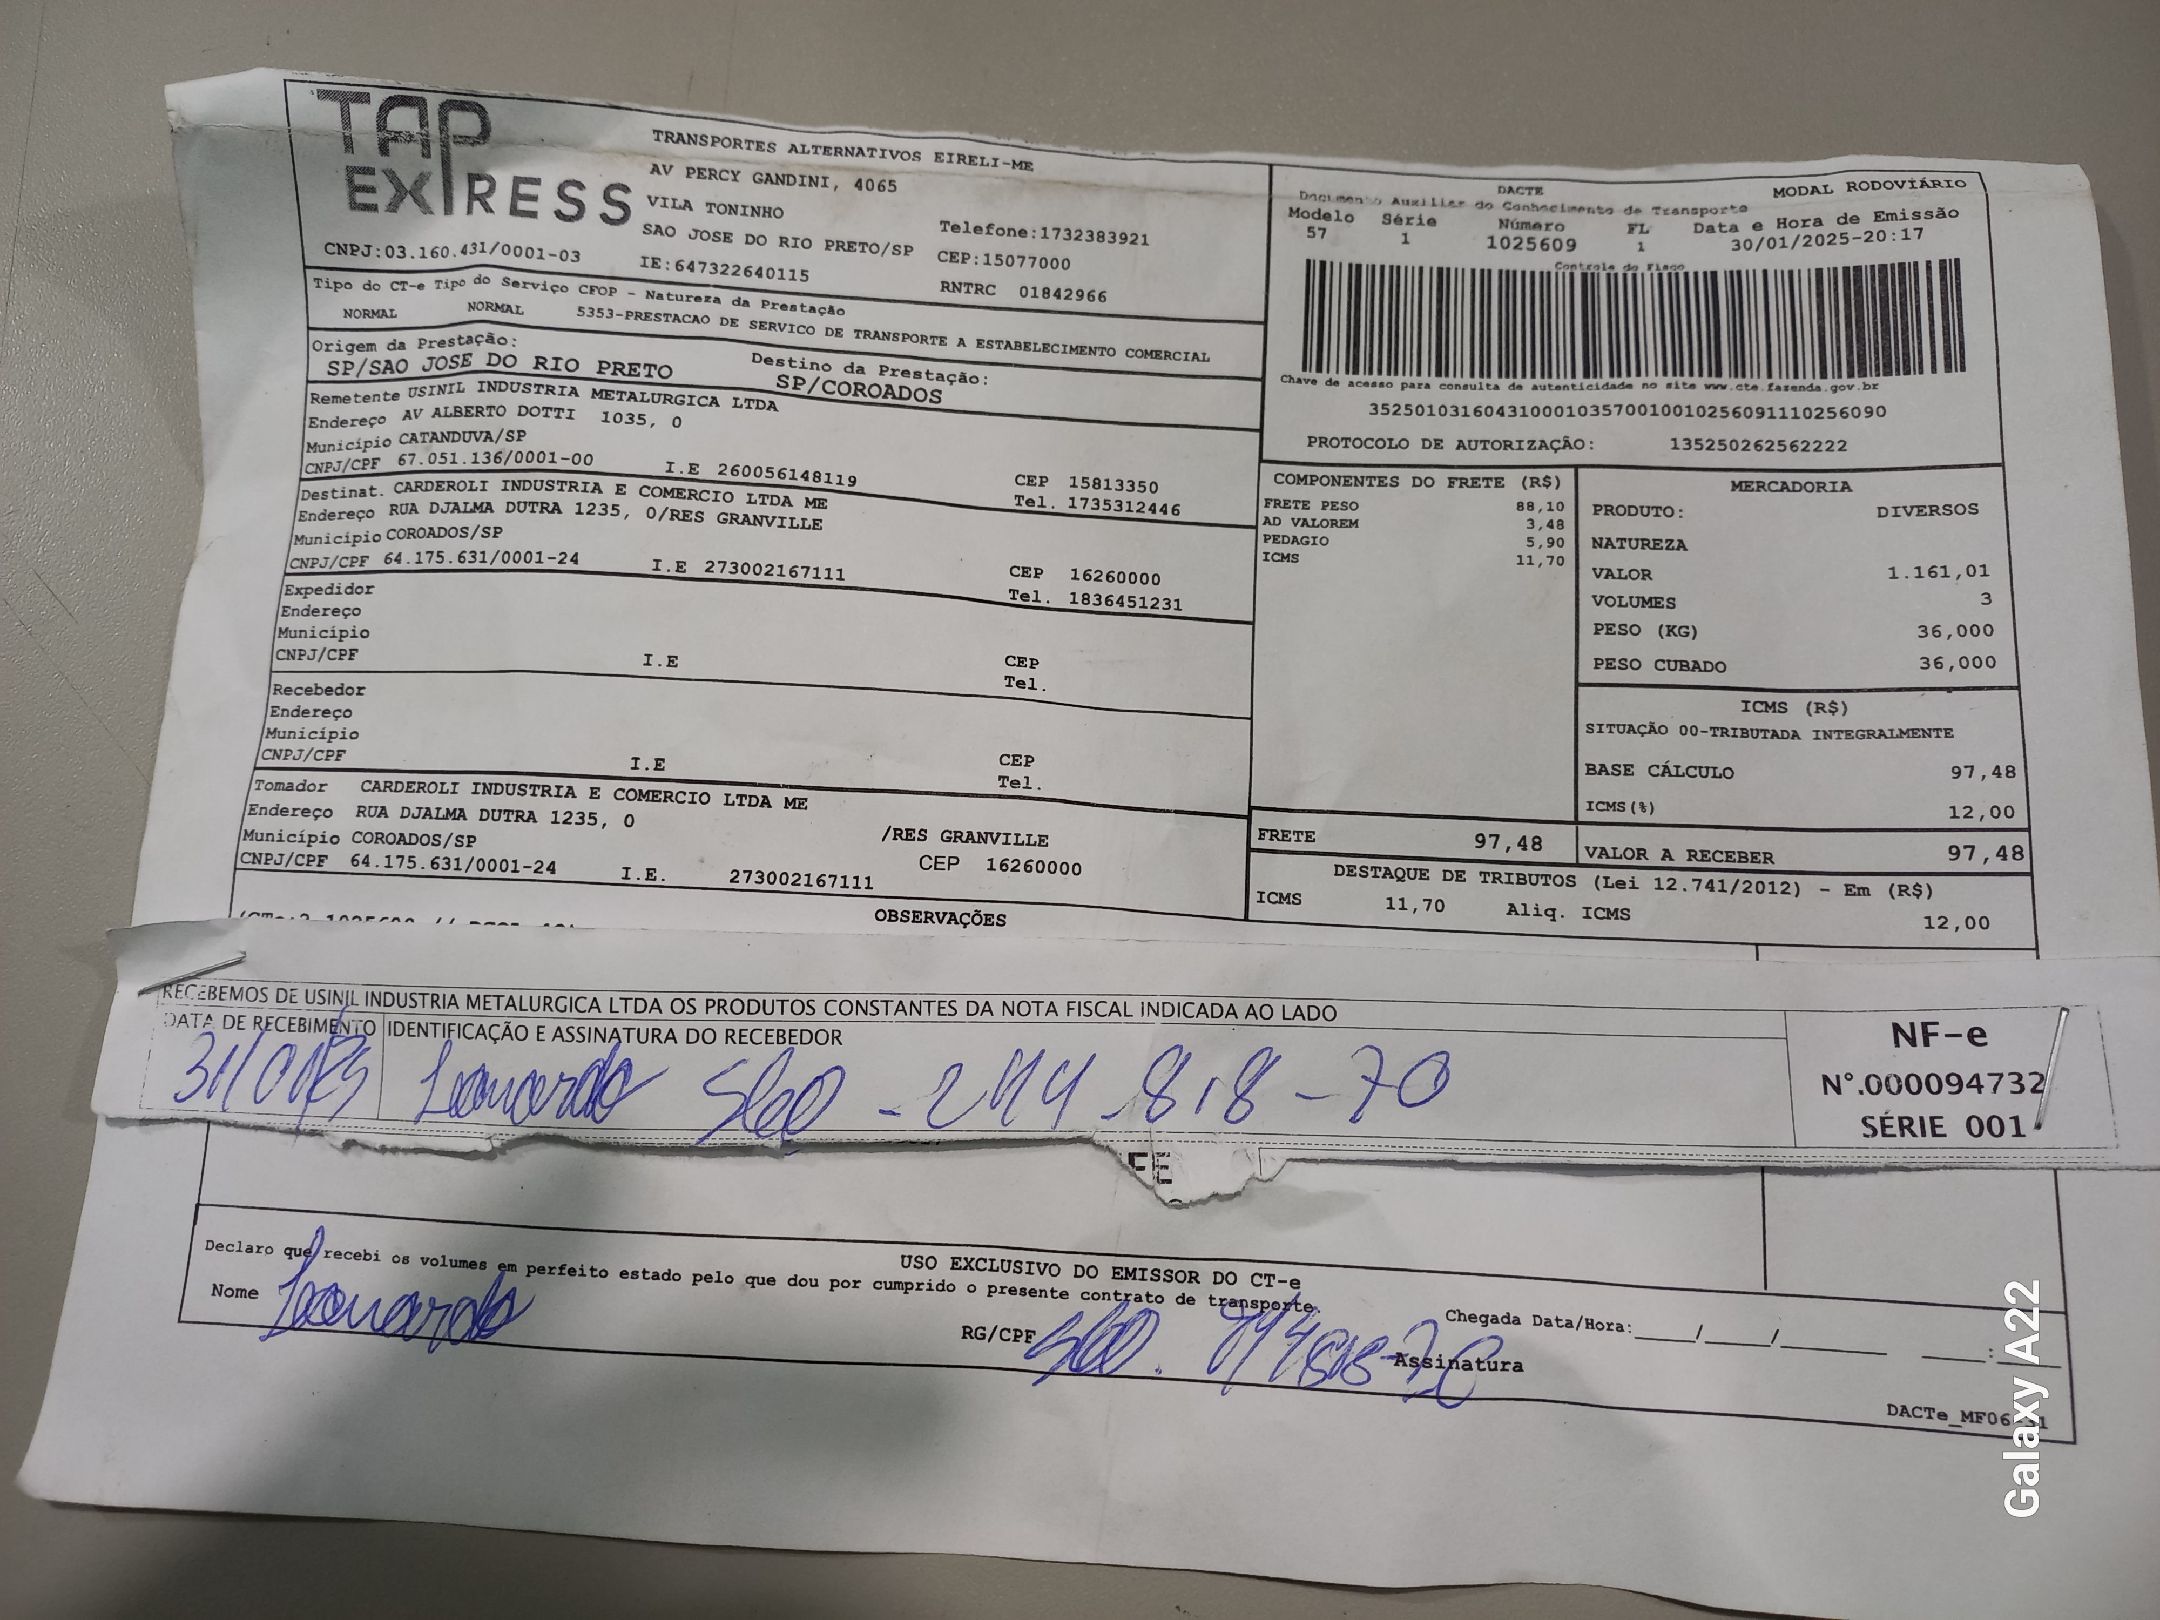 TAP EXPRESS
TRANSPORTES ALTERNATIVOS EIRELI-ME
AV PERCY GANDINI, 4065
VILA TONINHO
SAO JOSE DO RIO PRETO/SP
Telefone:1732383921
CEP:15077000
CNPJ:03.160.431/0001-03
IE:647322640115
RNTRC 01842966
Tipo do CT-e Tipo do Serviço CFOP - Natureza da Prestação
NORMAL NORMAL 5353-PRESTACAO DE SERVICO DE TRANSPORTE A ESTABELECIMENTO COMERCIAL
Origem da Prestação:
SP/SAO JOSE DO RIO PRETO
Destino da Prestação:
SP/COROADOS
Remetente USINIL INDUSTRIA METALURGICA LTDA
Endereço AV ALBERTO DOTTI 1035, 0
Município CATANDUVA/SP
CNPJ/CPF 67.051.136/0001-00 I.E 260056148119
CEP 15813350
Tel. 1735312446
Destinat. CARDEROLI INDUSTRIA E COMERCIO LTDA ME
Endereço RUA DJALMA DUTRA 1235, 0/RES GRANVILLE
Município COROADOS/SP
CNPJ/CPF 64.175.631/0001-24 I.E 273002167111
CEP 16260000
Tel. 1836451231
Expedidor
Endereço
Município
CNPJ/CPF I.E CEP
Tel.
Recebedor
Endereço
Município
CNPJ/CPF I.E CEP
Tel.
Tomador CARDEROLI INDUSTRIA E COMERCIO LTDA ME
Endereço RUA DJALMA DUTRA 1235, 0 /RES GRANVILLE
Município COROADOS/SP
CNPJ/CPF 64.175.631/0001-24 I.E. 273002167111 CEP 16260000
OBSERVAÇÕES
DACTE MODAL RODOVIÁRIO
Documento Auxiliar do Conhecimento de Transporte
Modelo Série Número FL Data e Hora de Emissão
57 1 1025609 1 30/01/2025-20:17
Controle do Fisco
Chave de acesso para consulta de autenticidade no site www.cte.fazenda.gov.br
35250103160431000103570010010256091110256090
PROTOCOLO DE AUTORIZAÇÃO: 135250262562222
COMPONENTES DO FRETE (R$)
FRETE PESO 88,10
AD VALOREM 3,48
PEDAGIO 5,90
ICMS 11,70
MERCADORIA
PRODUTO: DIVERSOS
NATUREZA
VALOR 1.161,01
VOLUMES 3
PESO (KG) 36,000
PESO CUBADO 36,000
ICMS (R$)
SITUAÇÃO 00-TRIBUTADA INTEGRALMENTE
BASE CÁLCULO 97,48
ICMS(%) 12,00
FRETE 97,48 VALOR A RECEBER 97,48
DESTAQUE DE TRIBUTOS (Lei 12.741/2012) - Em (R$)
ICMS 11,70 Aliq. ICMS 12,00
RECEBEMOS DE USINIL INDUSTRIA METALURGICA LTDA OS PRODUTOS CONSTANTES DA NOTA FISCAL INDICADA AO LADO
DATA DE RECEBIMENTO IDENTIFICAÇÃO E ASSINATURA DO RECEBEDOR
Leonardo 560-244-818-70
NF-e
N°.000094732
SÉRIE 001
FE
USO EXCLUSIVO DO EMISSOR DO CT-e
Declaro que recebi os volumes em perfeito estado pelo que dou por cumprido o presente contrato de transporte.
Nome Leonardo
RG/CPF
Chegada Data/Hora:____/____/______ ____:____
Assinatura
Galaxy A22